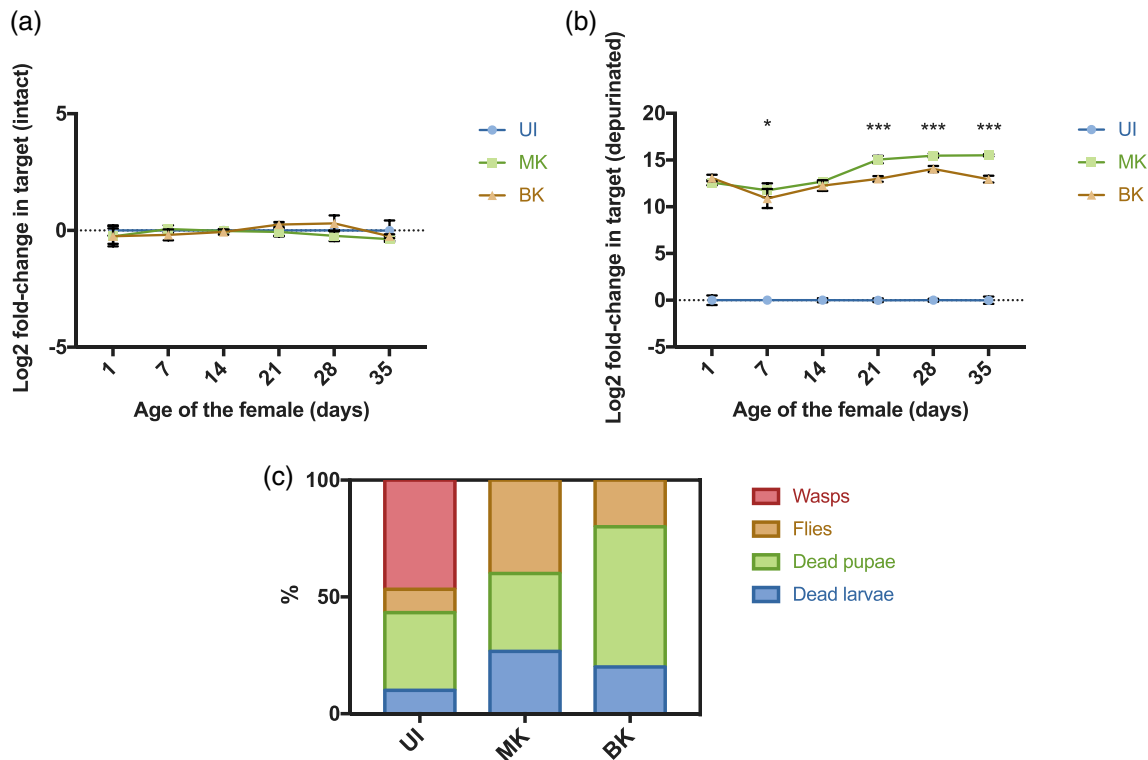 (a)
Log2 fold-change in target (intact)
5
0
-5
1
7
14
21
28
35
Age of the female (days)
UI
MK
BK
(b)
Log2 fold-change in target (depurinated)
20
15
10
5
0
-5
*
***
***
***
1
7
14
21
28
35
Age of the female (days)
UI
MK
BK
(c)
%
100
50
0
UI
MK
BK
Wasps
Flies
Dead pupae
Dead larvae